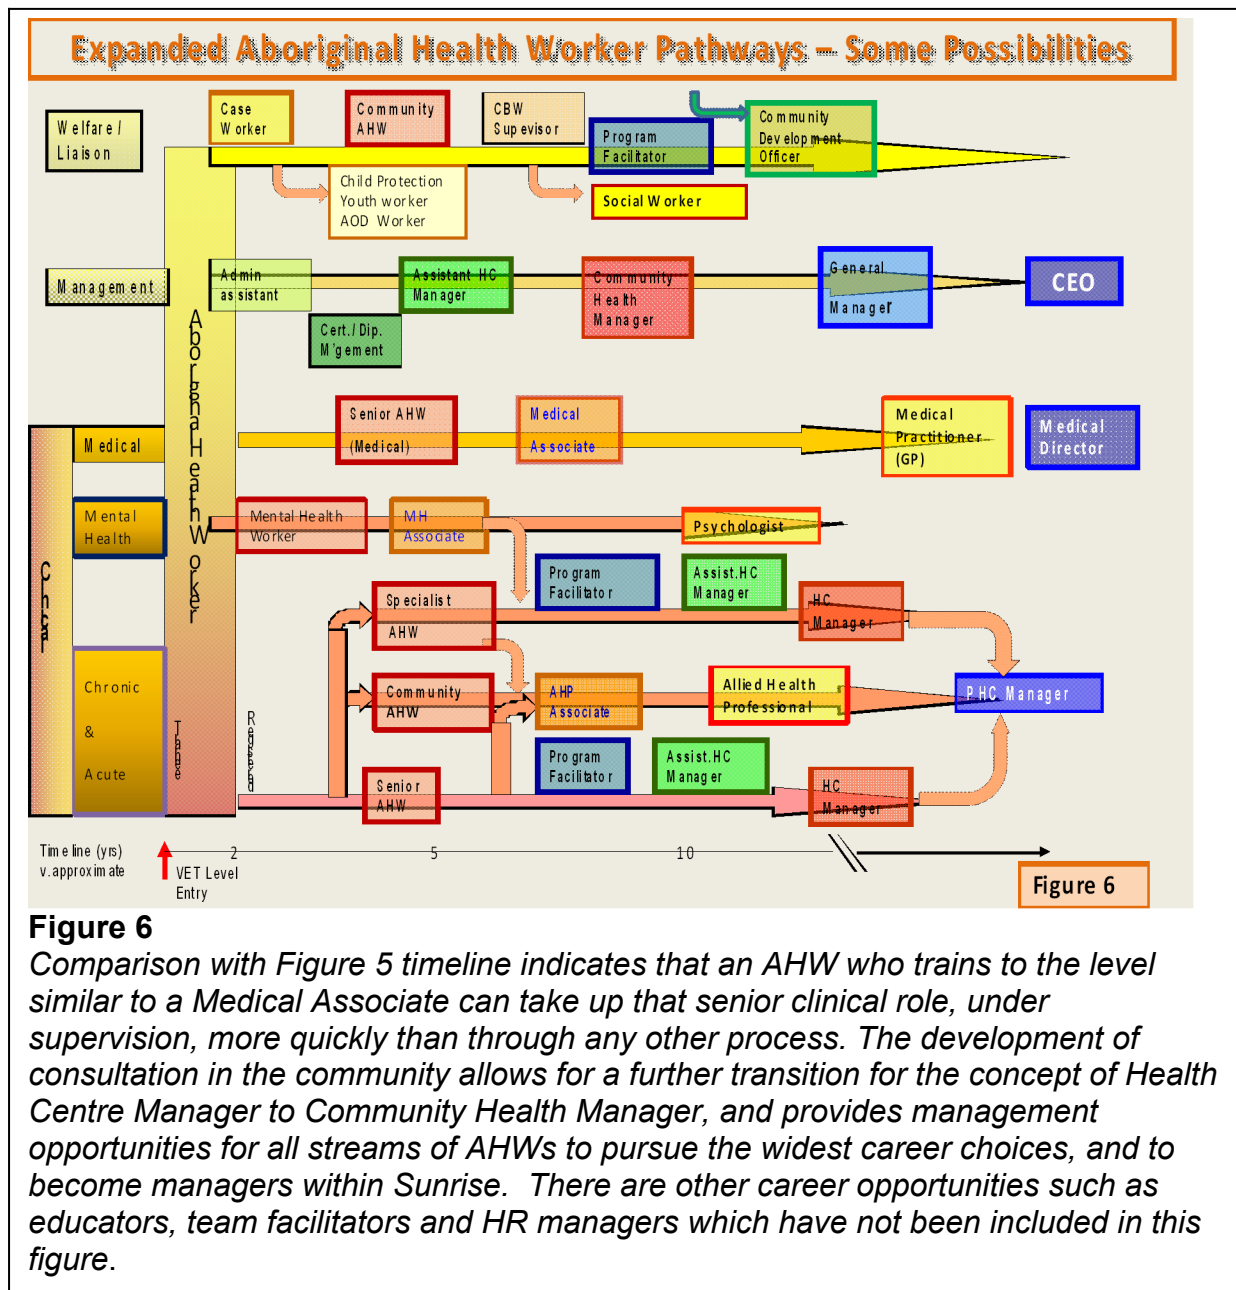 Expanded Aboriginal Health Worker Pathways – Some Possibilities
Welfare /
Liaison
Case
Worker
Community
AHW
CBW
Supevisor
Program
Facilitator
Community
Development
Officer
Child Protection
Youth worker
AOD Worker
Social Worker
Management
Admin
assistant
Assistant HC
Manager
Community
Health
Manager
General
Manager
CEO
Cert./Dip.
M'gement
Aboriginal Health Worker
Medical
Senior AHW
(Medical)
Medical
Associate
Medical
Practitioner
(GP)
Medical
Director
Mental
Health
Mental Health
Worker
MH
Associate
Psychologist
Program
Facilitator
Assist.HC
Manager
Specialist
AHW
HC
Manager
Chronic
&
Acute
Community
AHW
AHP
Associate
Allied Health
Professional
PHC Manager
Program
Facilitator
Assist.HC
Manager
Senior
AHW
HC
Manager
Timeline (yrs)
v.approximate
2
5
10
VET Level
Entry
Figure 6
Figure 6
Comparison with Figure 5 timeline indicates that an AHW who trains to the level
similar to a Medical Associate can take up that senior clinical role, under
supervision, more quickly than through any other process. The development of
consultation in the community allows for a further transition for the concept of Health
Centre Manager to Community Health Manager, and provides management
opportunities for all streams of AHWs to pursue the widest career choices, and to
become managers within Sunrise. There are other career opportunities such as
educators, team facilitators and HR managers which have not been included in this
figure.